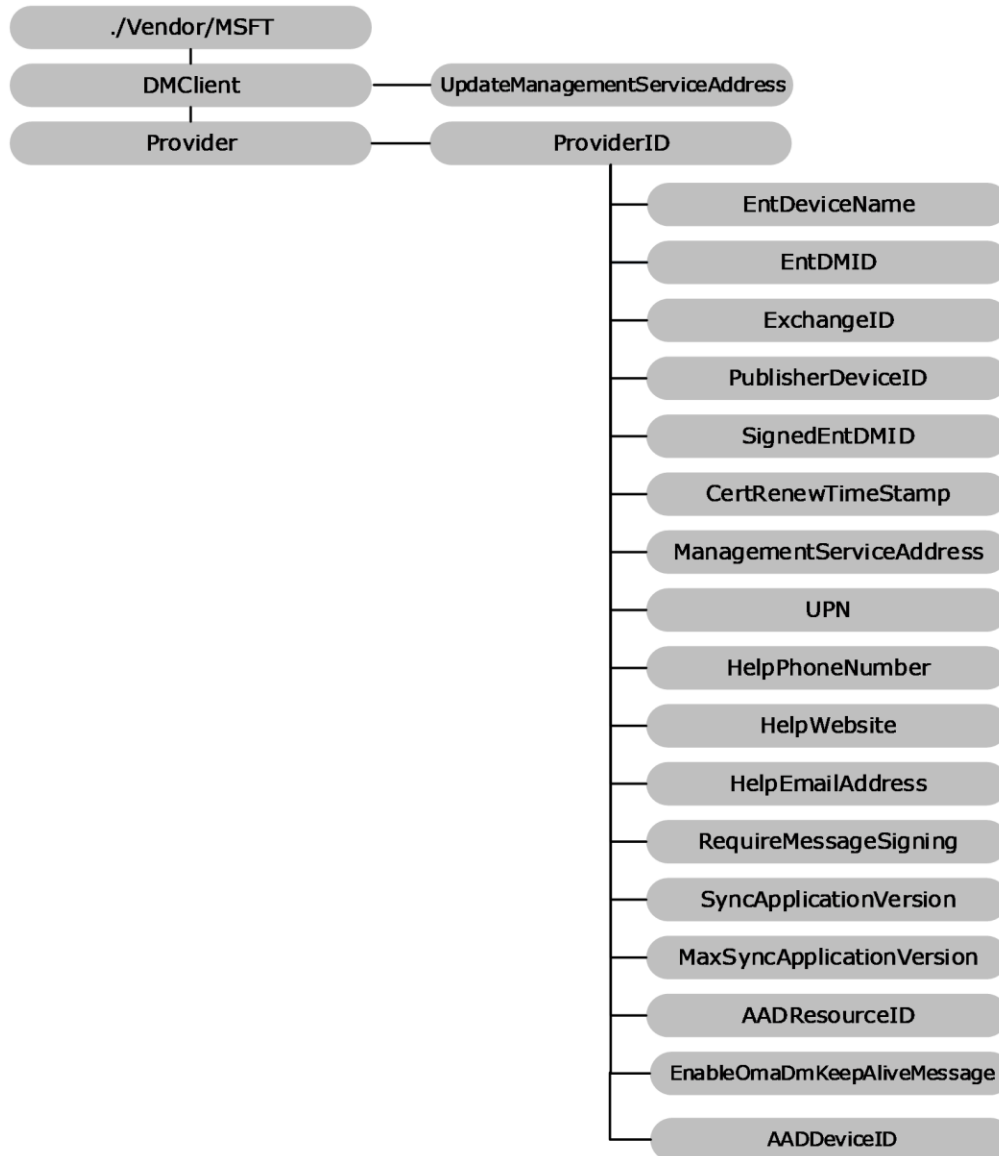 ./Vendor/MSFT
DMClient
UpdateManagementServiceAddress
Provider
ProviderID
EntDeviceName
EntDMID
ExchangeID
PublisherDeviceID
SignedEntDMID
CertRenewTimeStamp
ManagementServiceAddress
UPN
HelpPhoneNumber
HelpWebsite
HelpEmailAddress
RequireMessageSigning
SyncApplicationVersion
MaxSyncApplicationVersion
AADResourceID
EnableOmaDmKeepAliveMessage
AADDeviceID